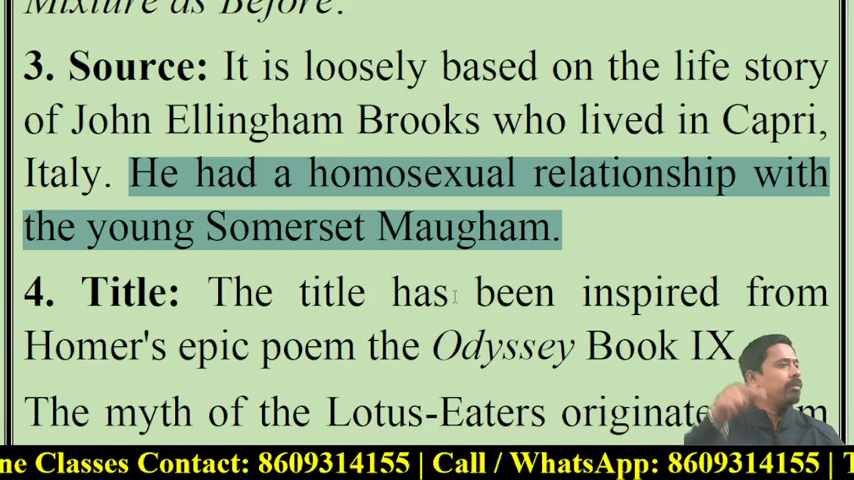 Mixture as Before.
3. Source: It is loosely based on the life story
of John Ellingham Brooks who lived in Capri,
Italy. He had a homosexual relationship with
the young Somerset Maugham.
4. Title: The title has been inspired from
Homer's epic poem the Odyssey Book IX
The myth of the Lotus-Eaters originate
ne Classes Contact: 8609314155 | Call / WhatsApp: 8609314155 | T